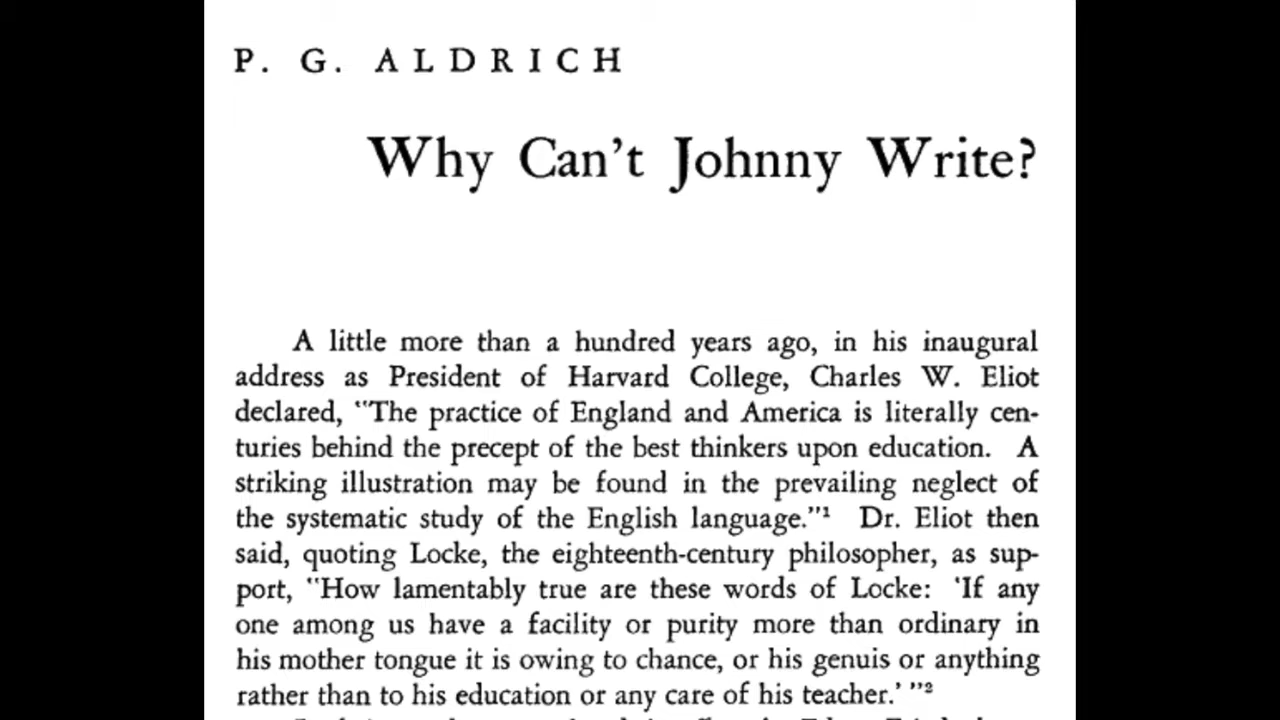 P. G. ALDRICH
Why Can't Johnny Write?
A little more than a hundred years ago, in his inaugural
address as President of Harvard College, Charles W. Eliot
declared, "The practice of England and America is literally cen-
turies behind the precept of the best thinkers upon education. A
striking illustration may be found in the prevailing neglect of
the systematic study of the English language."¹ Dr. Eliot then
said, quoting Locke, the eighteenth-century philosopher, as sup-
port, "How lamentably true are these words of Locke: 'If any
one among us have a facility or purity more than ordinary in
his mother tongue it is owing to chance, or his genuis or anything
rather than to his education or any care of his teacher.' "²